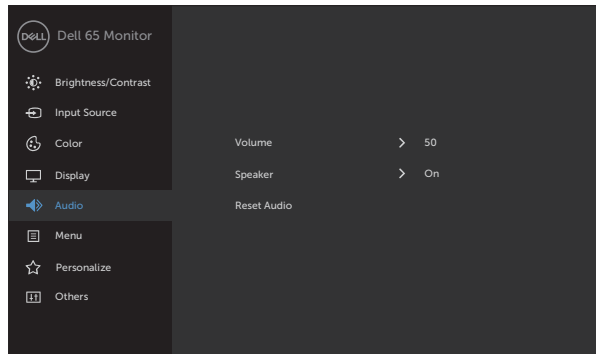 DELL Dell 65 Monitor
Brightness/Contrast
Input Source
Color
Volume 50
Display
Speaker On
Audio
Reset Audio
Menu
Personalize
Others